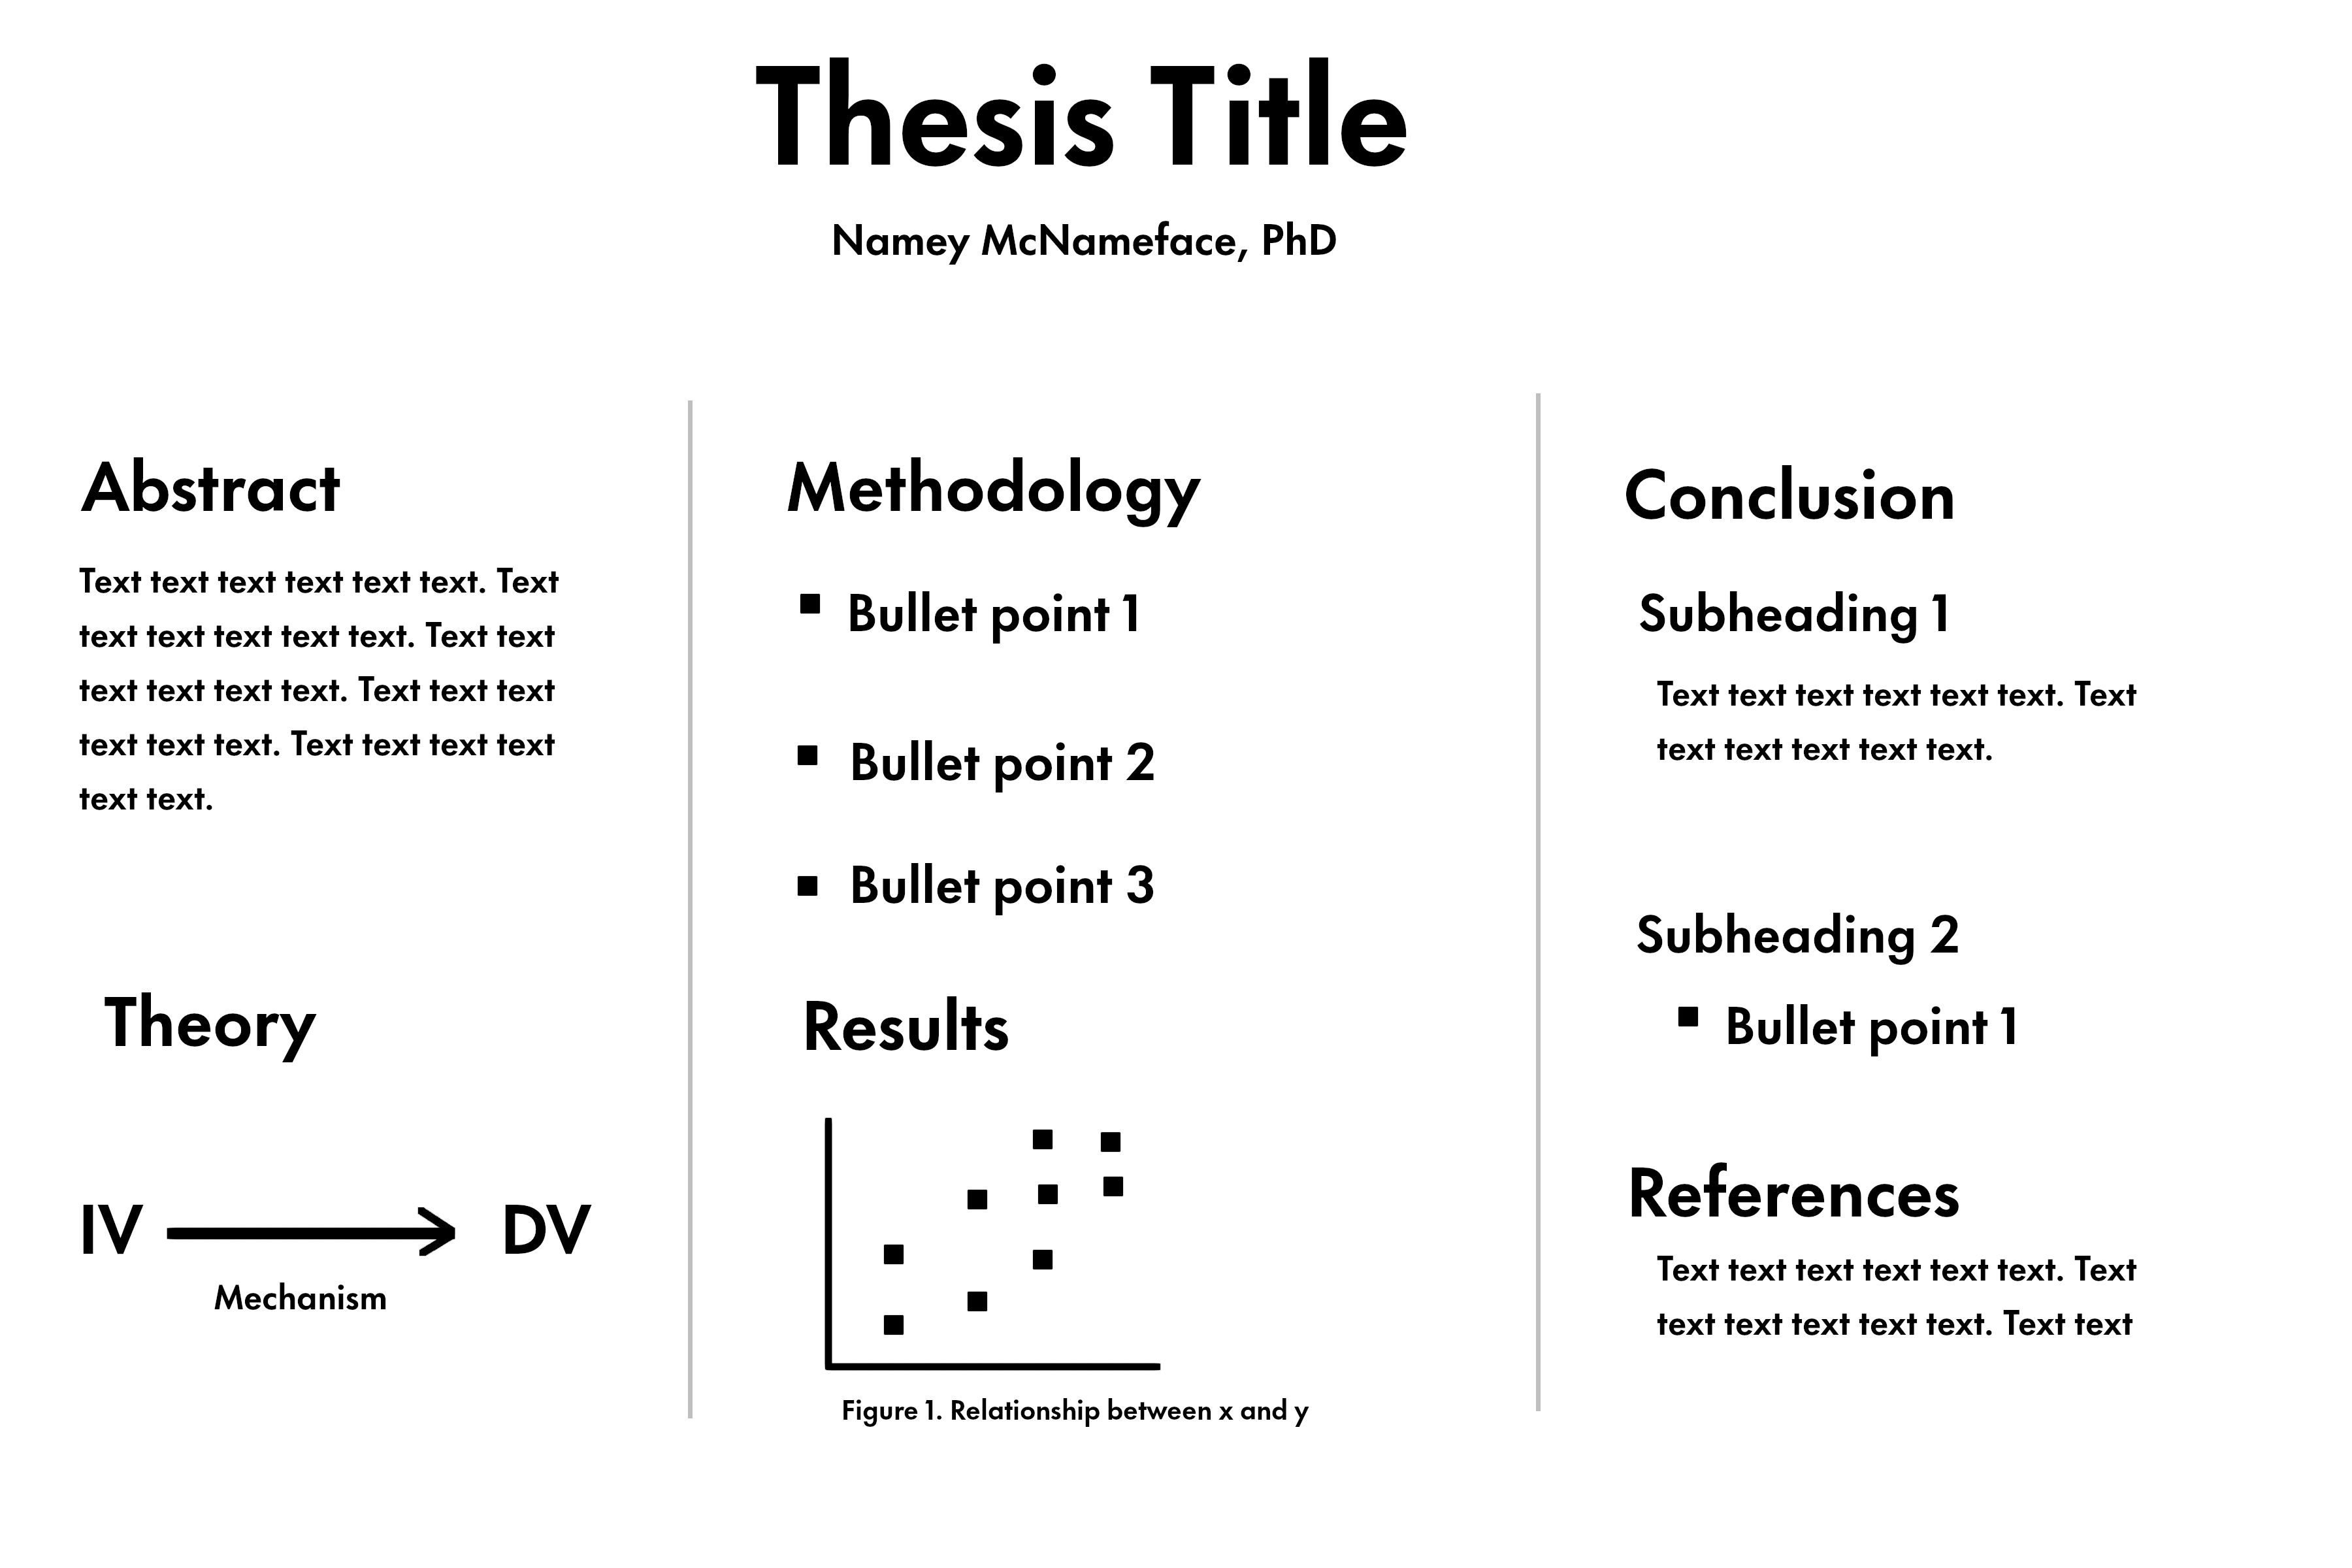 Thesis Title
Namey McNameface, PhD
Abstract
Text text text text text text. Text
text text text text text. Text text
text text text text. Text text text
text text text. Text text text text
text text.
Theory
IV DV
Mechanism
Methodology
Bullet point 1
Bullet point 2
Bullet point 3
Results
Figure 1. Relationship between x and y
Conclusion
Subheading 1
Text text text text text text. Text
text text text text text.
Subheading 2
Bullet point 1
References
Text text text text text text. Text
text text text text text. Text text